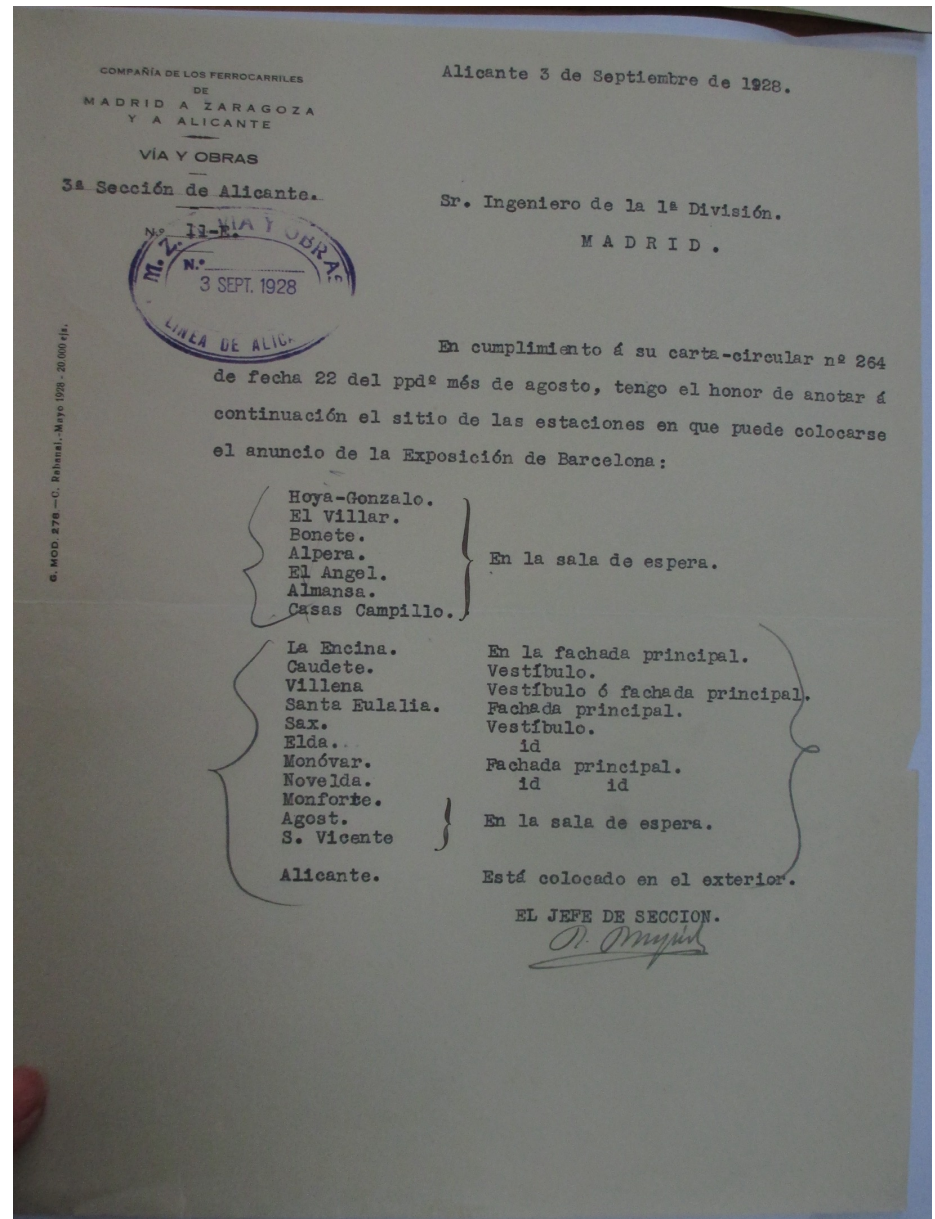 COMPAÑÍA DE LOS FERROCARRILES
DE
MADRID A ZARAGOZA
Y A ALICANTE
VÍA Y OBRAS
3ª Sección de Alicante.
N.º 11-E.
M. Z. A. VIA Y OBRAS
N.º
3 SEPT. 1928
LINEA DE ALIC
Alicante 3 de Septiembre de 1928.
Sr. Ingeniero de la 1ª División.
MADRID.
G. MOD. 278 — C. Rabanal.-Mayo 1928 - 20.000 ejs.
En cumplimiento á su carta-circular nº 264
de fecha 22 del ppdº més de agosto, tengo el honor de anotar á
continuación el sitio de las estaciones en que puede colocarse
el anuncio de la Exposición de Barcelona:
Hoya-Gonzalo.
El Villar.
Bonete.
Alpera.
El Angel.
Almansa.
Casas Campillo.
En la sala de espera.
La Encina. En la fachada principal.
Caudete. Vestíbulo.
Villena Vestíbulo ó fachada principal.
Santa Eulalia. Fachada principal.
Sax. Vestíbulo.
Elda... id
Monóvar. Fachada principal.
Novelda. id id
Monforte.
Agost.
S. Vicente
En la sala de espera.
Alicante. Está colocado en el exterior.
EL JEFE DE SECCION.